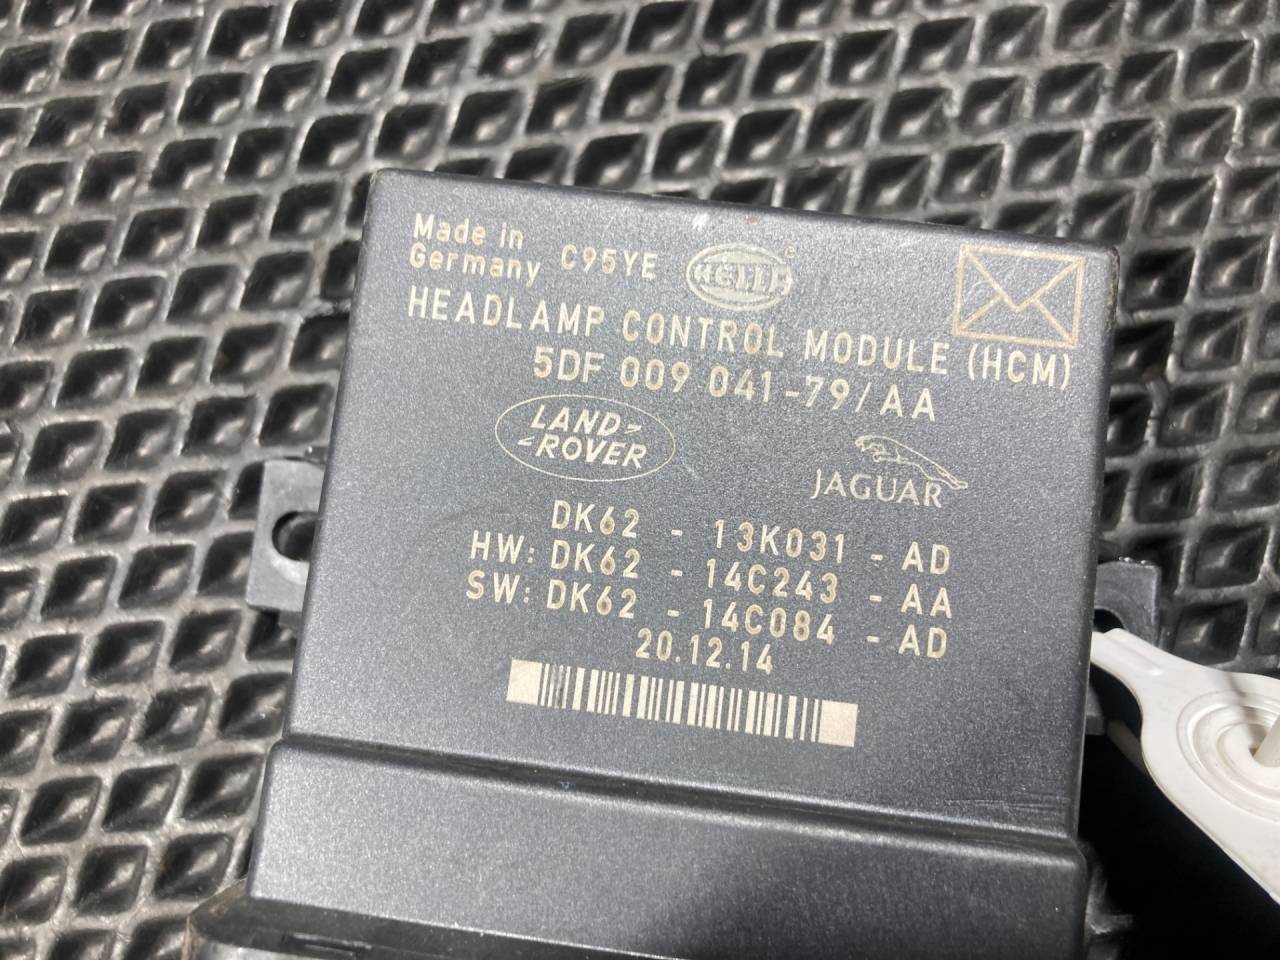 Made in
Germany
C95YE
HELLA
HEADLAMP CONTROL MODULE (HCM)
5DF 009 041-79/AA
LAND-
-ROVER
JAGUAR
DK62 - 13K031 - AD
HW: DK62 - 14C243 - AA
SW: DK62 - 14C084 - AD
20.12.14